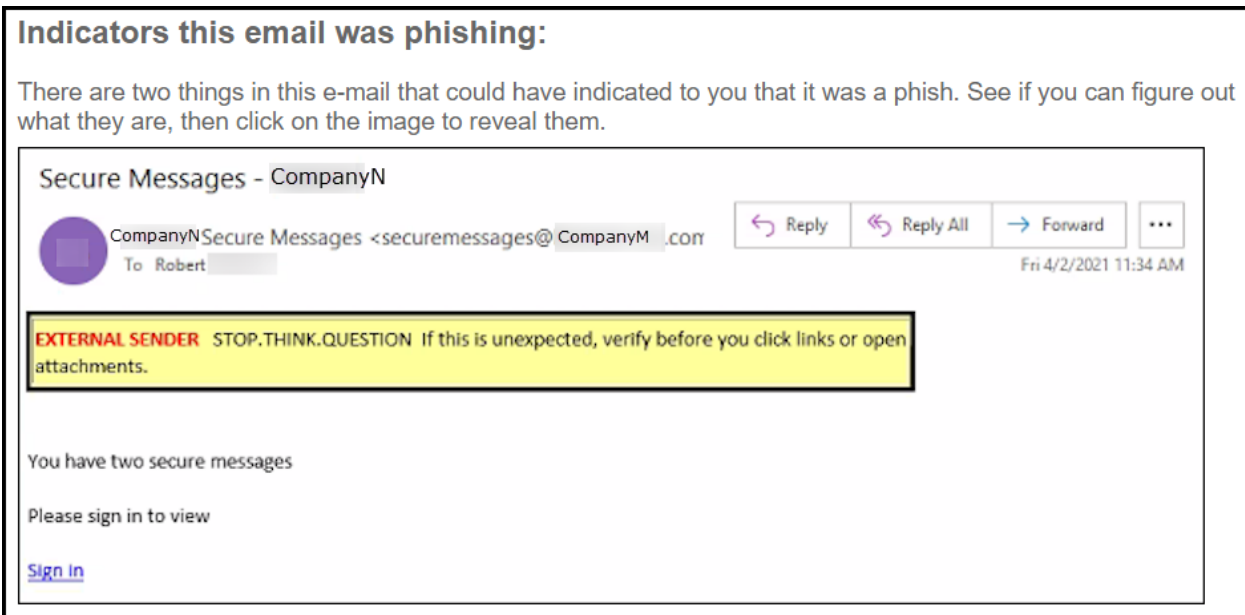 Indicators this email was phishing:
There are two things in this e-mail that could have indicated to you that it was a phish. See if you can figure out
what they are, then click on the image to reveal them.
Secure Messages - CompanyN
CompanyN Secure Messages <securemessages@ CompanyM .com
To Robert
Reply
Reply All
Forward
...
Fri 4/2/2021 11:34 AM
EXTERNAL SENDER STOP.THINK.QUESTION If this is unexpected, verify before you click links or open
attachments.
You have two secure messages
Please sign in to view
Sign in